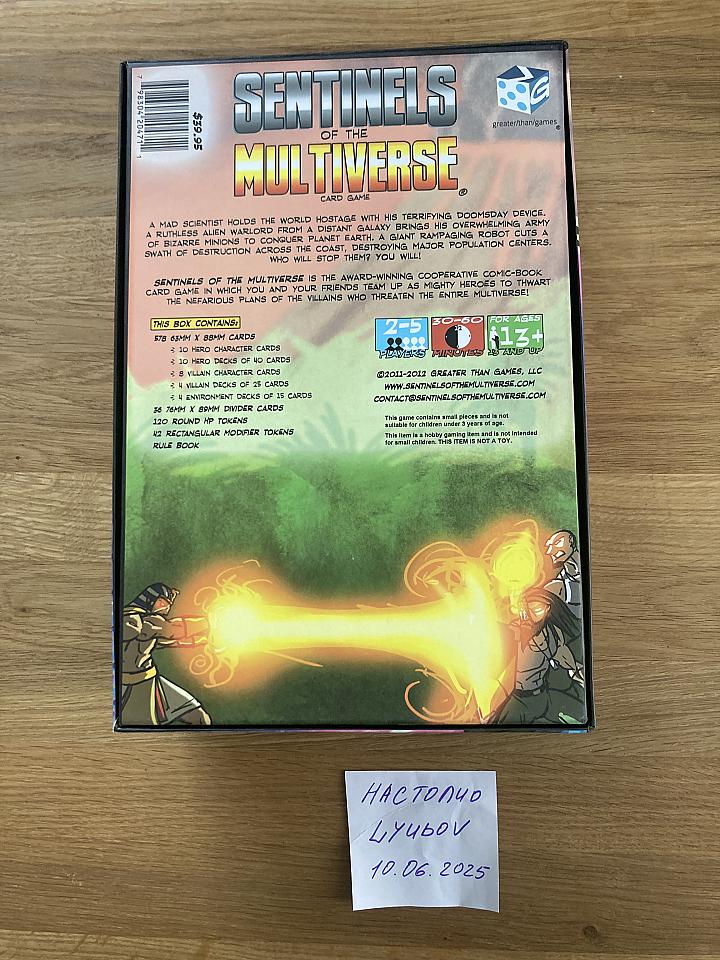 7 98304 20471 1
$39.95
SENTINELS
OF THE
MULTIVERSE®
CARD GAME
greater/than/games®
A MAD SCIENTIST HOLDS THE WORLD HOSTAGE WITH HIS TERRIFYING DOOMSDAY DEVICE.
A RUTHLESS ALIEN WARLORD FROM A DISTANT GALAXY BRINGS HIS OVERWHELMING ARMY
OF BIZARRE MINIONS TO CONQUER PLANET EARTH. A GIANT RAMPAGING ROBOT CUTS A
SWATH OF DESTRUCTION ACROSS THE COAST, DESTROYING MAJOR POPULATION CENTERS.
WHO WILL STOP THEM? YOU WILL!
SENTINELS OF THE MULTIVERSE IS THE AWARD-WINNING COOPERATIVE COMIC-BOOK
CARD GAME IN WHICH YOU AND YOUR FRIENDS TEAM UP AS MIGHTY HEROES TO THWART
THE NEFARIOUS PLANS OF THE VILLAINS WHO THREATEN THE ENTIRE MULTIVERSE!
THIS BOX CONTAINS:
578 63MM X 88MM CARDS
÷ 10 HERO CHARACTER CARDS
÷ 10 HERO DECKS OF 40 CARDS
÷ 8 VILLAIN CHARACTER CARDS
÷ 4 VILLAIN DECKS OF 25 CARDS
÷ 4 ENVIRONMENT DECKS OF 15 CARDS
36 76MM X 89MM DIVIDER CARDS
120 ROUND HP TOKENS
42 RECTANGULAR MODIFIER TOKENS
RULE BOOK
2-5
PLAYERS
30-60
MINUTES
FOR AGES
13+
13 AND UP
©2011-2012 GREATER THAN GAMES, LLC
WWW.SENTINELSOFTHEMULTIVERSE.COM
CONTACT@SENTINELSOFTHEMULTIVERSE.COM
This game contains small pieces and is not
suitable for children under 3 years of age.
This item is a hobby gaming item and is not intended
for small children. THIS ITEM IS NOT A TOY.
НАСТОЛИО
LYUBOV
10.06.2025